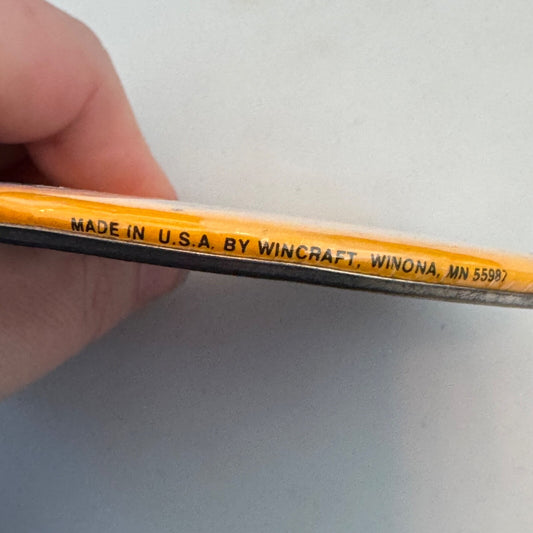 MADE IN U.S.A. BY WINCRAFT, WINONA, MN 55987